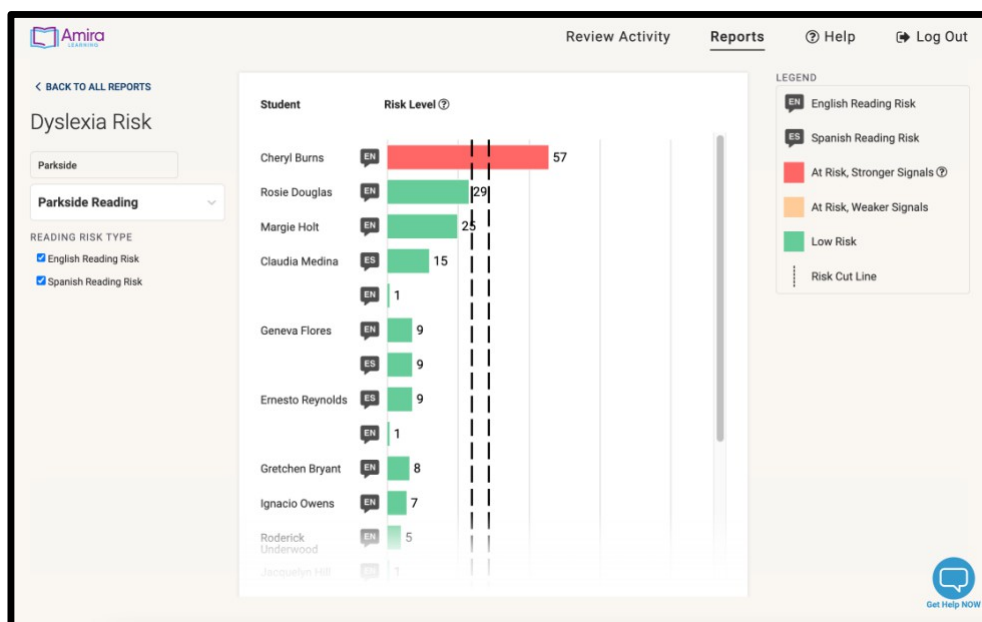 Amira
LEARNING
Review Activity
Reports
Help
Log Out
BACK TO ALL REPORTS
Dyslexia Risk
Parkside
Parkside Reading
READING RISK TYPE
English Reading Risk
Spanish Reading Risk
Student Risk Level ?
Cheryl Burns EN 57
Rosie Douglas EN 29
Margie Holt EN 25
Claudia Medina ES 15
EN 1
Geneva Flores EN 9
ES 9
Ernesto Reynolds ES 9
EN 1
Gretchen Bryant EN 8
Ignacio Owens EN 7
Roderick
Underwood EN 5
Jacquelyn Hill EN 1
LEGEND
EN English Reading Risk
ES Spanish Reading Risk
At Risk, Stronger Signals ?
At Risk, Weaker Signals
Low Risk
Risk Cut Line
Get Help NOW